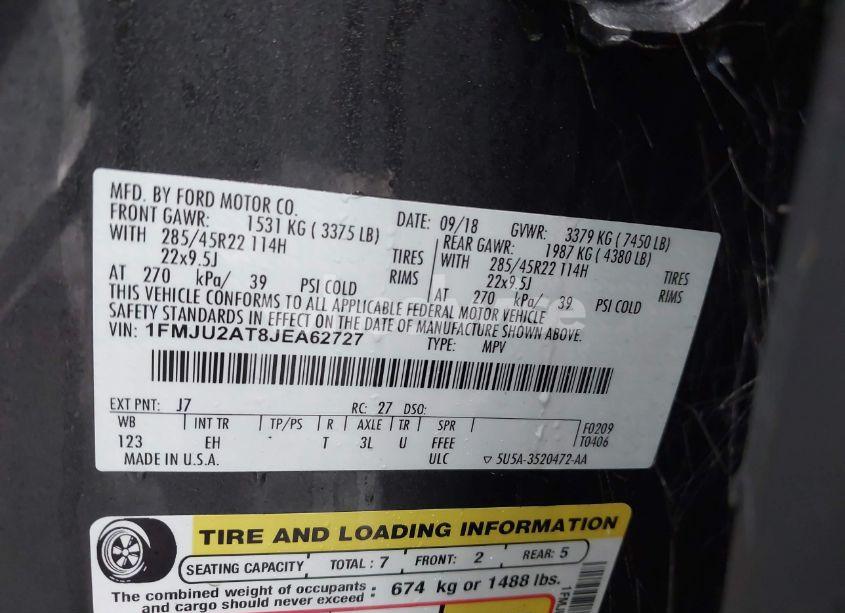 MFD. BY FORD MOTOR CO. DATE: 09/18 GVWR: 3379 KG ( 7450 LB)
FRONT GAWR: 1531 KG ( 3375 LB) REAR GAWR: 1987 KG ( 4380 LB)
WITH 285/45R22 114H TIRES WITH 285/45R22 114H TIRES
22x9.5J RIMS 22x9.5J RIMS
AT 270 kPa/ 39 PSI COLD AT 270 kPa/ 39 PSI COLD
THIS VEHICLE CONFORMS TO ALL APPLICABLE FEDERAL MOTOR VEHICLE
SAFETY STANDARDS IN EFFECT ON THE DATE OF MANUFACTURE SHOWN ABOVE.
VIN: 1FMJU2AT8JEA62727 TYPE: MPV
EXT PNT: J7 RC: 27 DSO:
WB INT TR TP/PS R AXLE TR SPR F0209
123 EH T 3L U FFEE T0406
MADE IN U.S.A. ULC ▽ 5U5A-3520472-AA
TIRE AND LOADING INFORMATION
SEATING CAPACITY TOTAL : 7 FRONT: 2 REAR: 5
The combined weight of occupants : 674 kg or 1488 lbs.
and cargo should never exceed